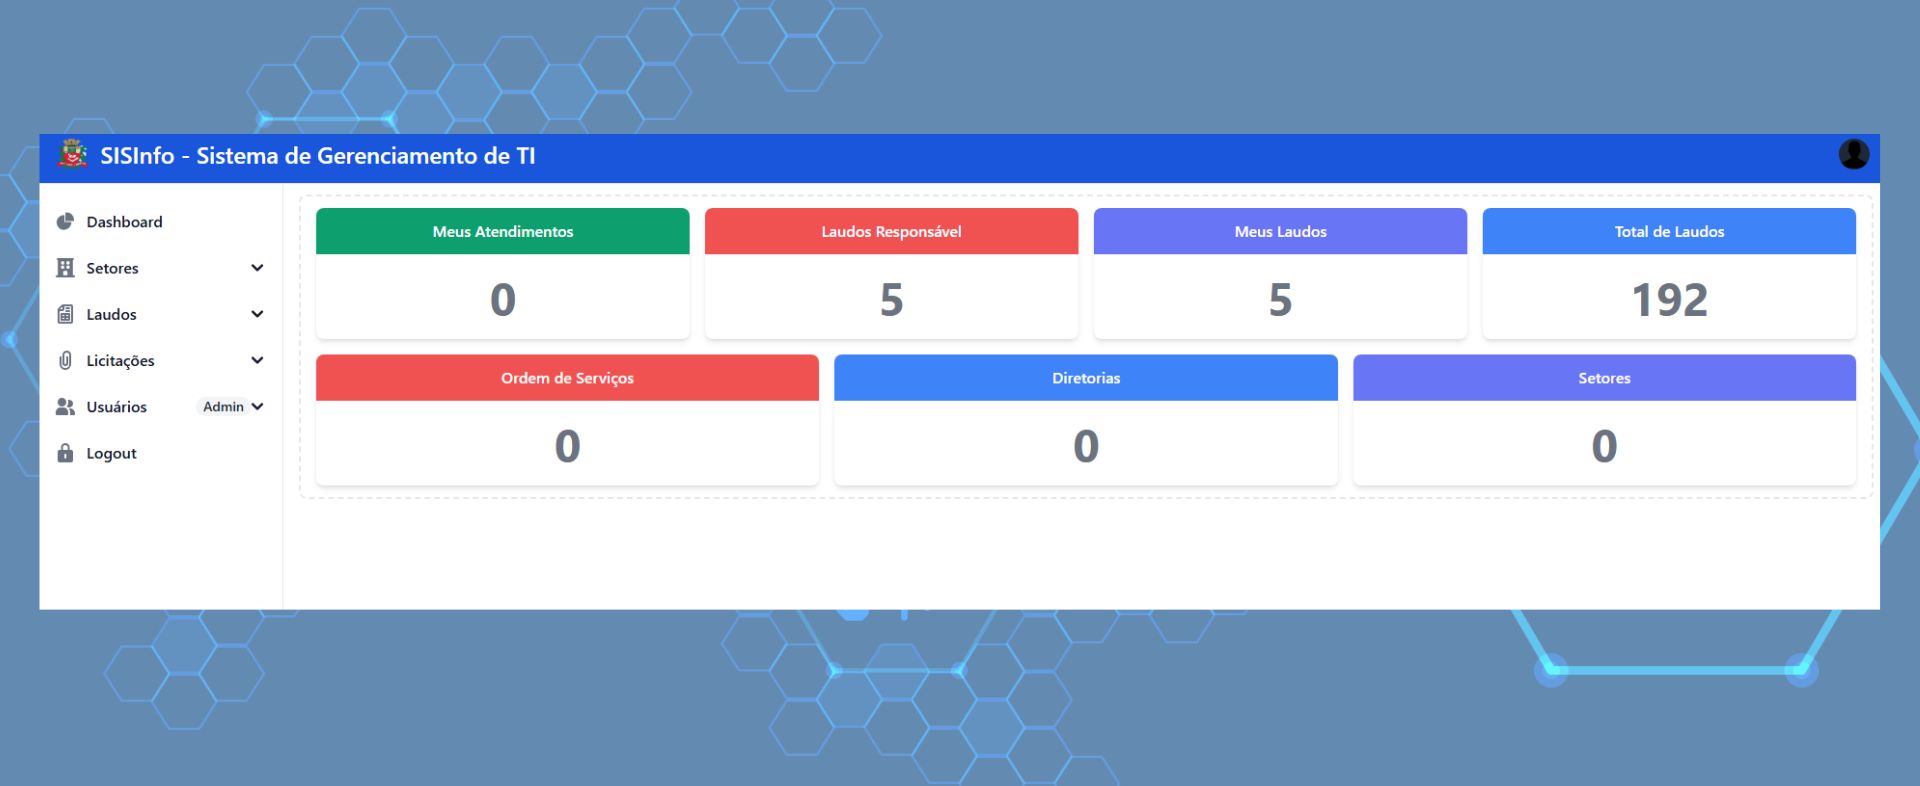 SISInfo - Sistema de Gerenciamento de TI
Dashboard
Setores
Laudos
Licitações
Usuários Admin
Logout
Meus Atendimentos
0
Laudos Responsável
5
Meus Laudos
5
Total de Laudos
192
Ordem de Serviços
0
Diretorias
0
Setores
0